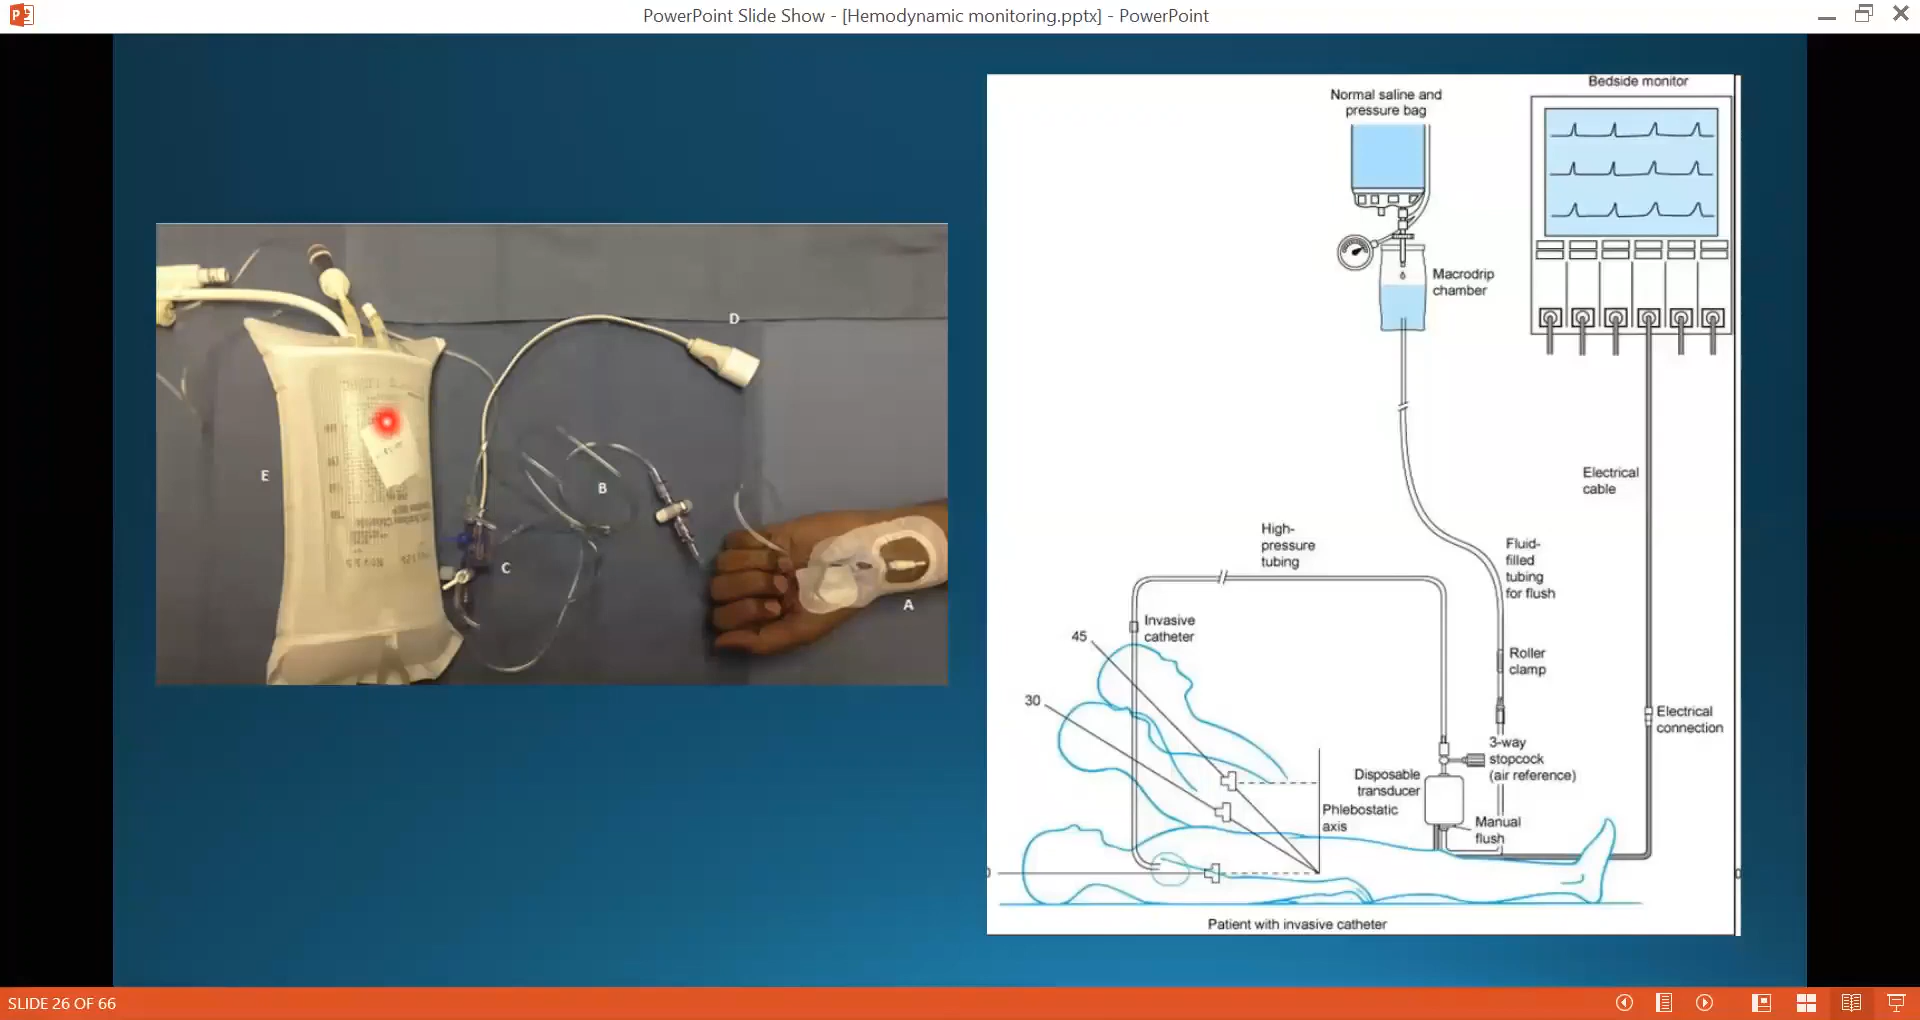 PowerPoint Slide Show - [Hemodynamic monitoring.pptx] - PowerPoint
D
E
B
C
A
Bedside monitor
Normal saline and
pressure bag
Macrodrip
chamber
Electrical
cable
High-
pressure
tubing
Fluid-
filled
tubing
for flush
Invasive
catheter
45
Roller
clamp
30
Electrical
connection
3-way
stopcock
(air reference)
Disposable
transducer
Phlebostatic
axis
Manual
flush
0
Patient with invasive catheter
SLIDE 26 OF 66